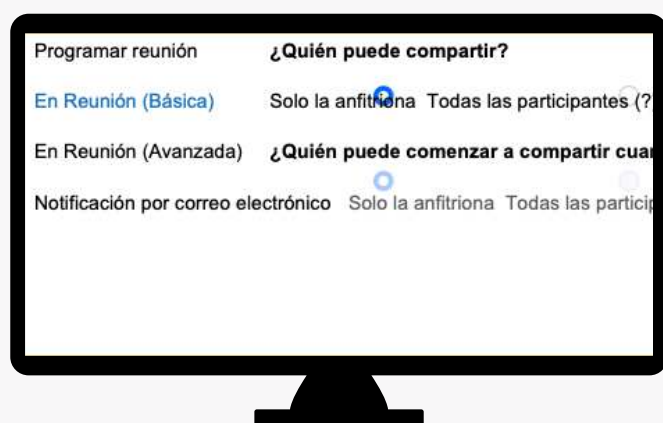 Programar reunión ¿Quién puede compartir?
En Reunión (Básica) Solo la anfitriona Todas las participantes (?
En Reunión (Avanzada) ¿Quién puede comenzar a compartir
Notificación por correo electrónico Solo la anfitriona Todas las